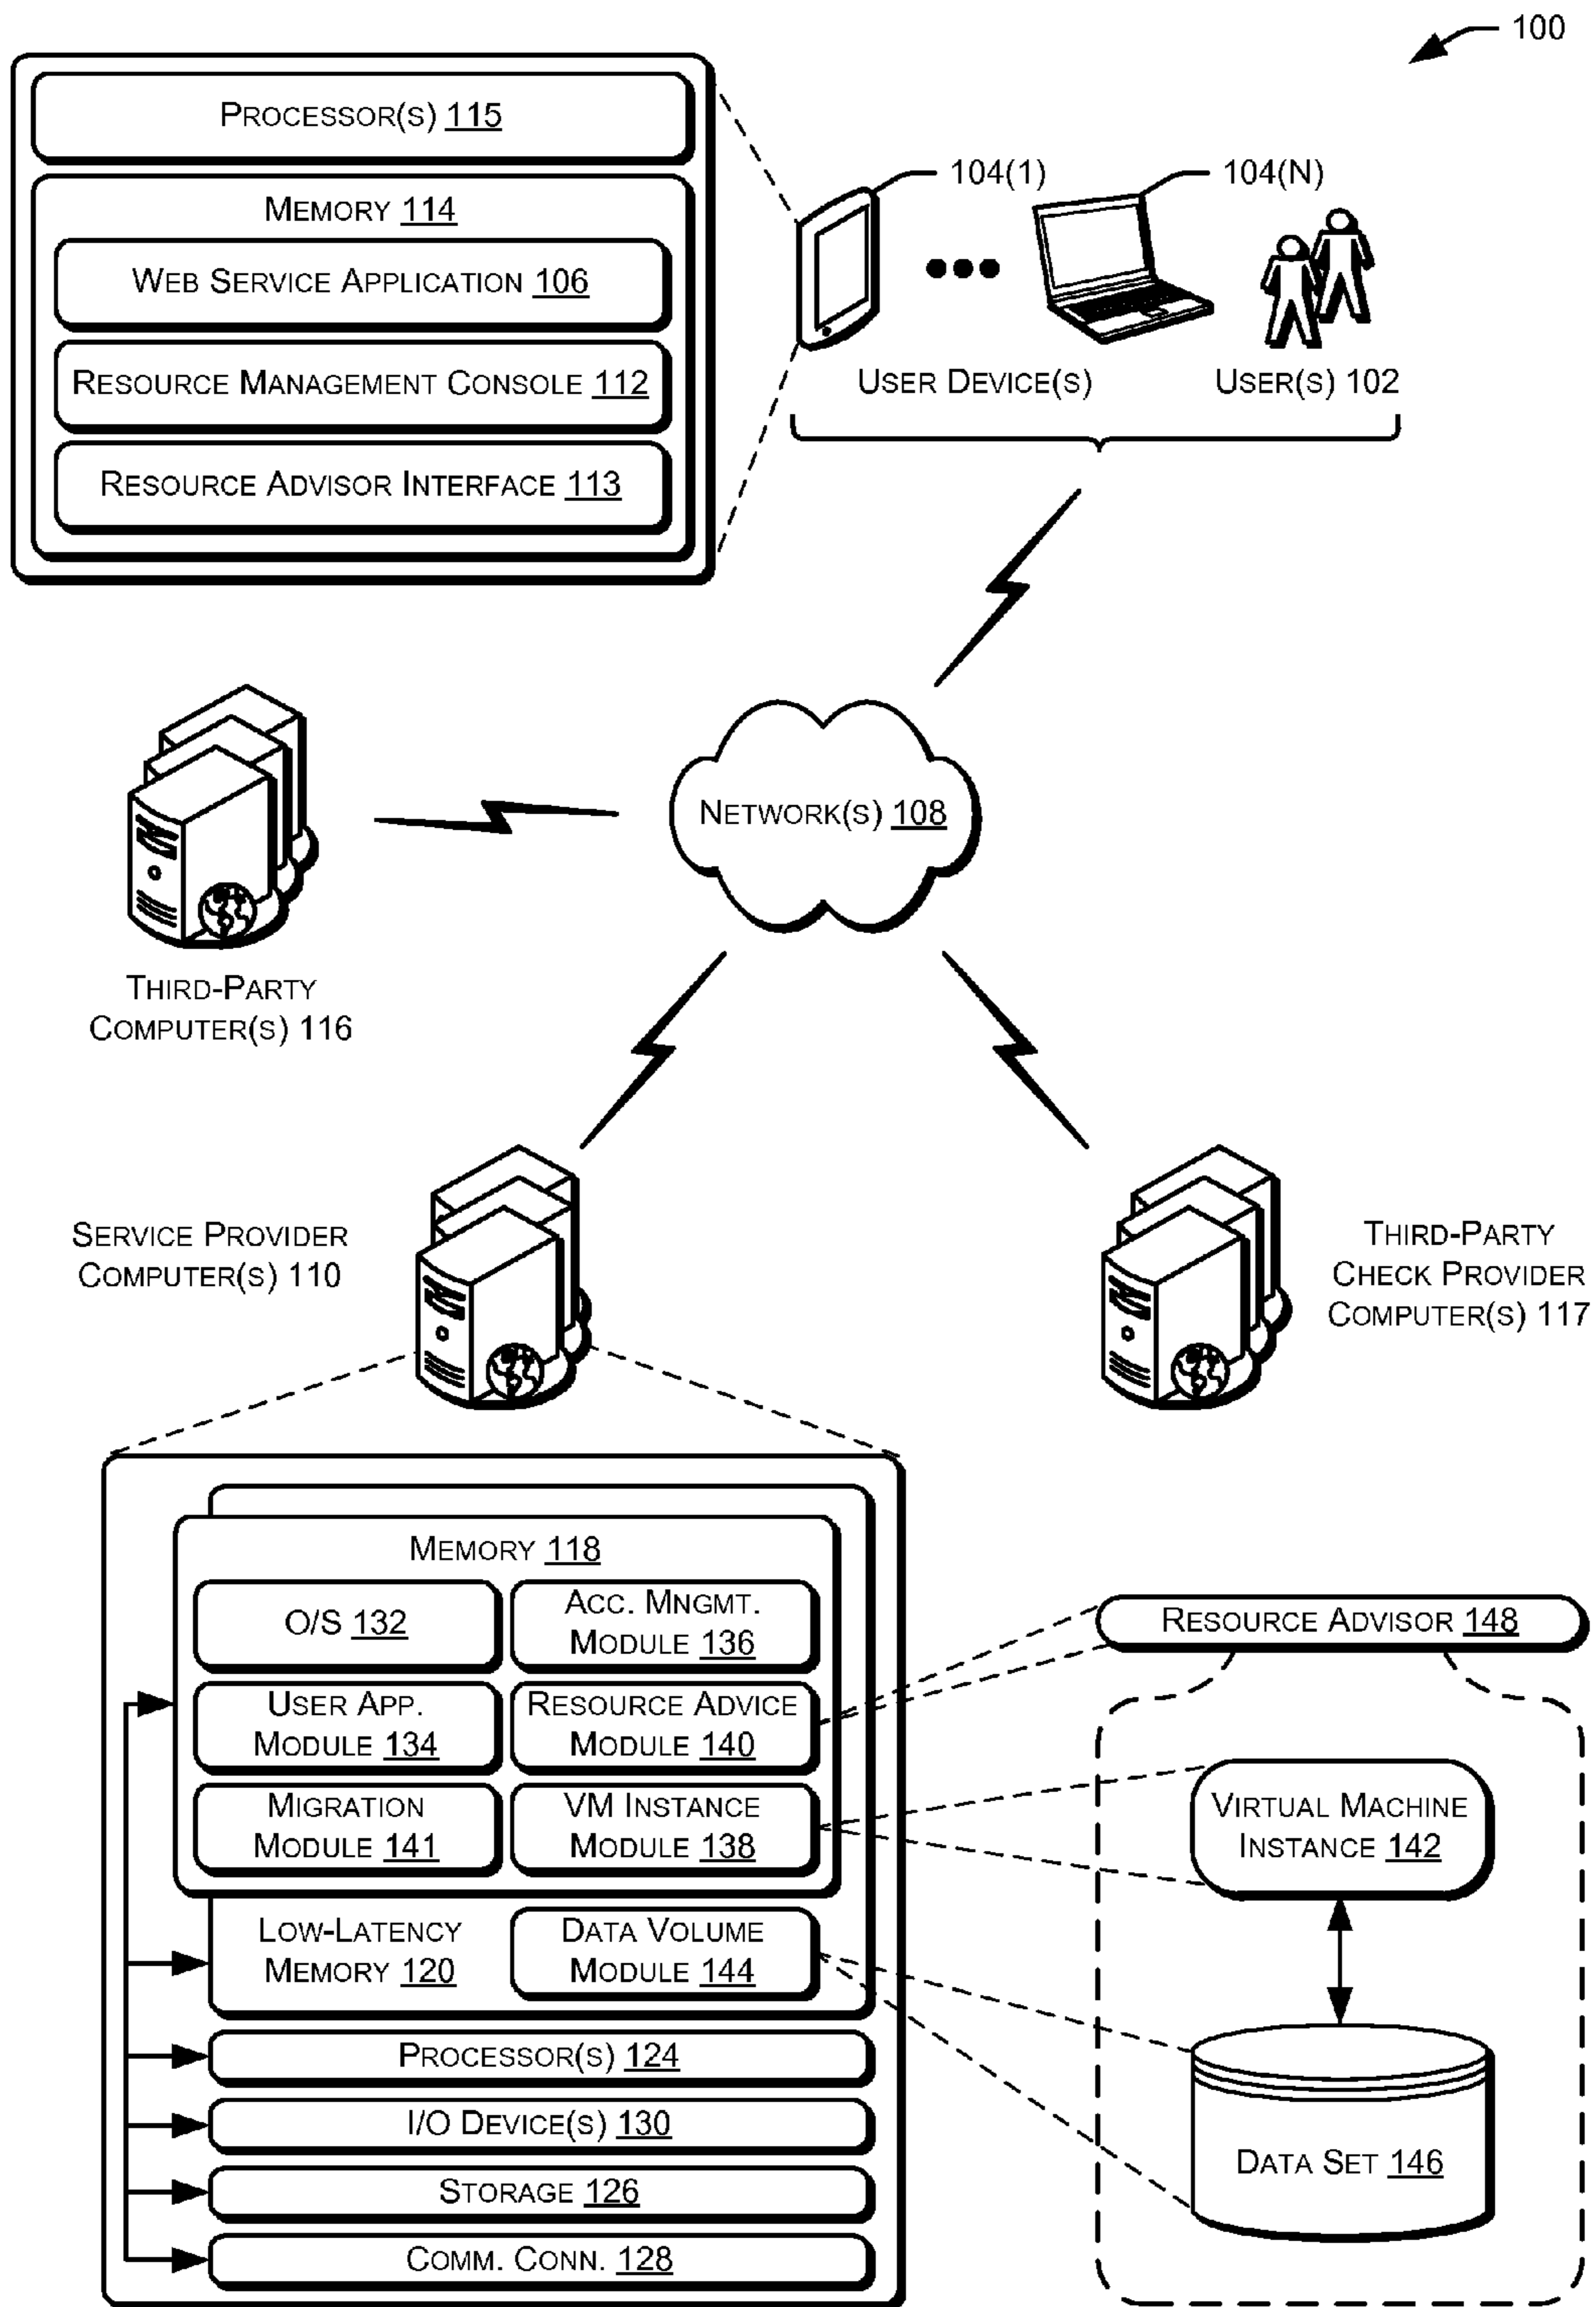 100
PROCESSOR(S) 115
MEMORY 114
WEB SERVICE APPLICATION 106
RESOURCE MANAGEMENT CONSOLE 112
RESOURCE ADVISOR INTERFACE 113
104(1)
104(N)
USER DEVICE(S)
USER(S) 102
NETWORK(S) 108
THIRD-PARTY
COMPUTER(S) 116
SERVICE PROVIDER
COMPUTER(S) 110
THIRD-PARTY
CHECK PROVIDER
COMPUTER(S) 117
MEMORY 118
O/S 132
ACC. MNGMT.
MODULE 136
USER APP.
MODULE 134
RESOURCE ADVICE
MODULE 140
MIGRATION
MODULE 141
VM INSTANCE
MODULE 138
LOW-LATENCY
MEMORY 120
DATA VOLUME
MODULE 144
PROCESSOR(S) 124
I/O DEVICE(S) 130
STORAGE 126
COMM. CONN. 128
RESOURCE ADVISOR 148
VIRTUAL MACHINE
INSTANCE 142
DATA SET 146